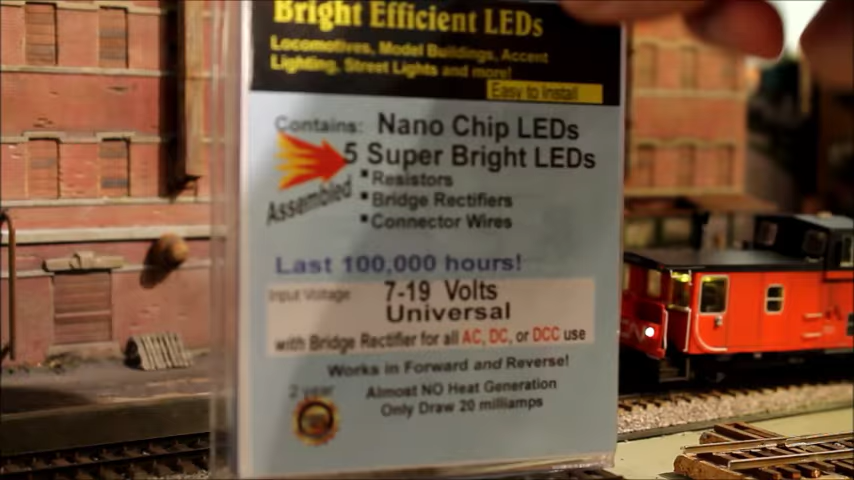 Bright Efficient LEDs
Locomotives, Model Buildings, Accent
Lighting, Street Lights and more!
Easy to Install
Contains: Nano Chip LEDs
5 Super Bright LEDs
Assembled
Resistors
Bridge Rectifiers
Connector Wires
Last 100,000 hours!
Input Voltage 7-19 Volts
Universal
with Bridge Rectifier for all AC, DC, or DCC use
Works in Forward and Reverse!
2 year
Almost NO Heat Generation
Only Draw 20 milliamps
CN